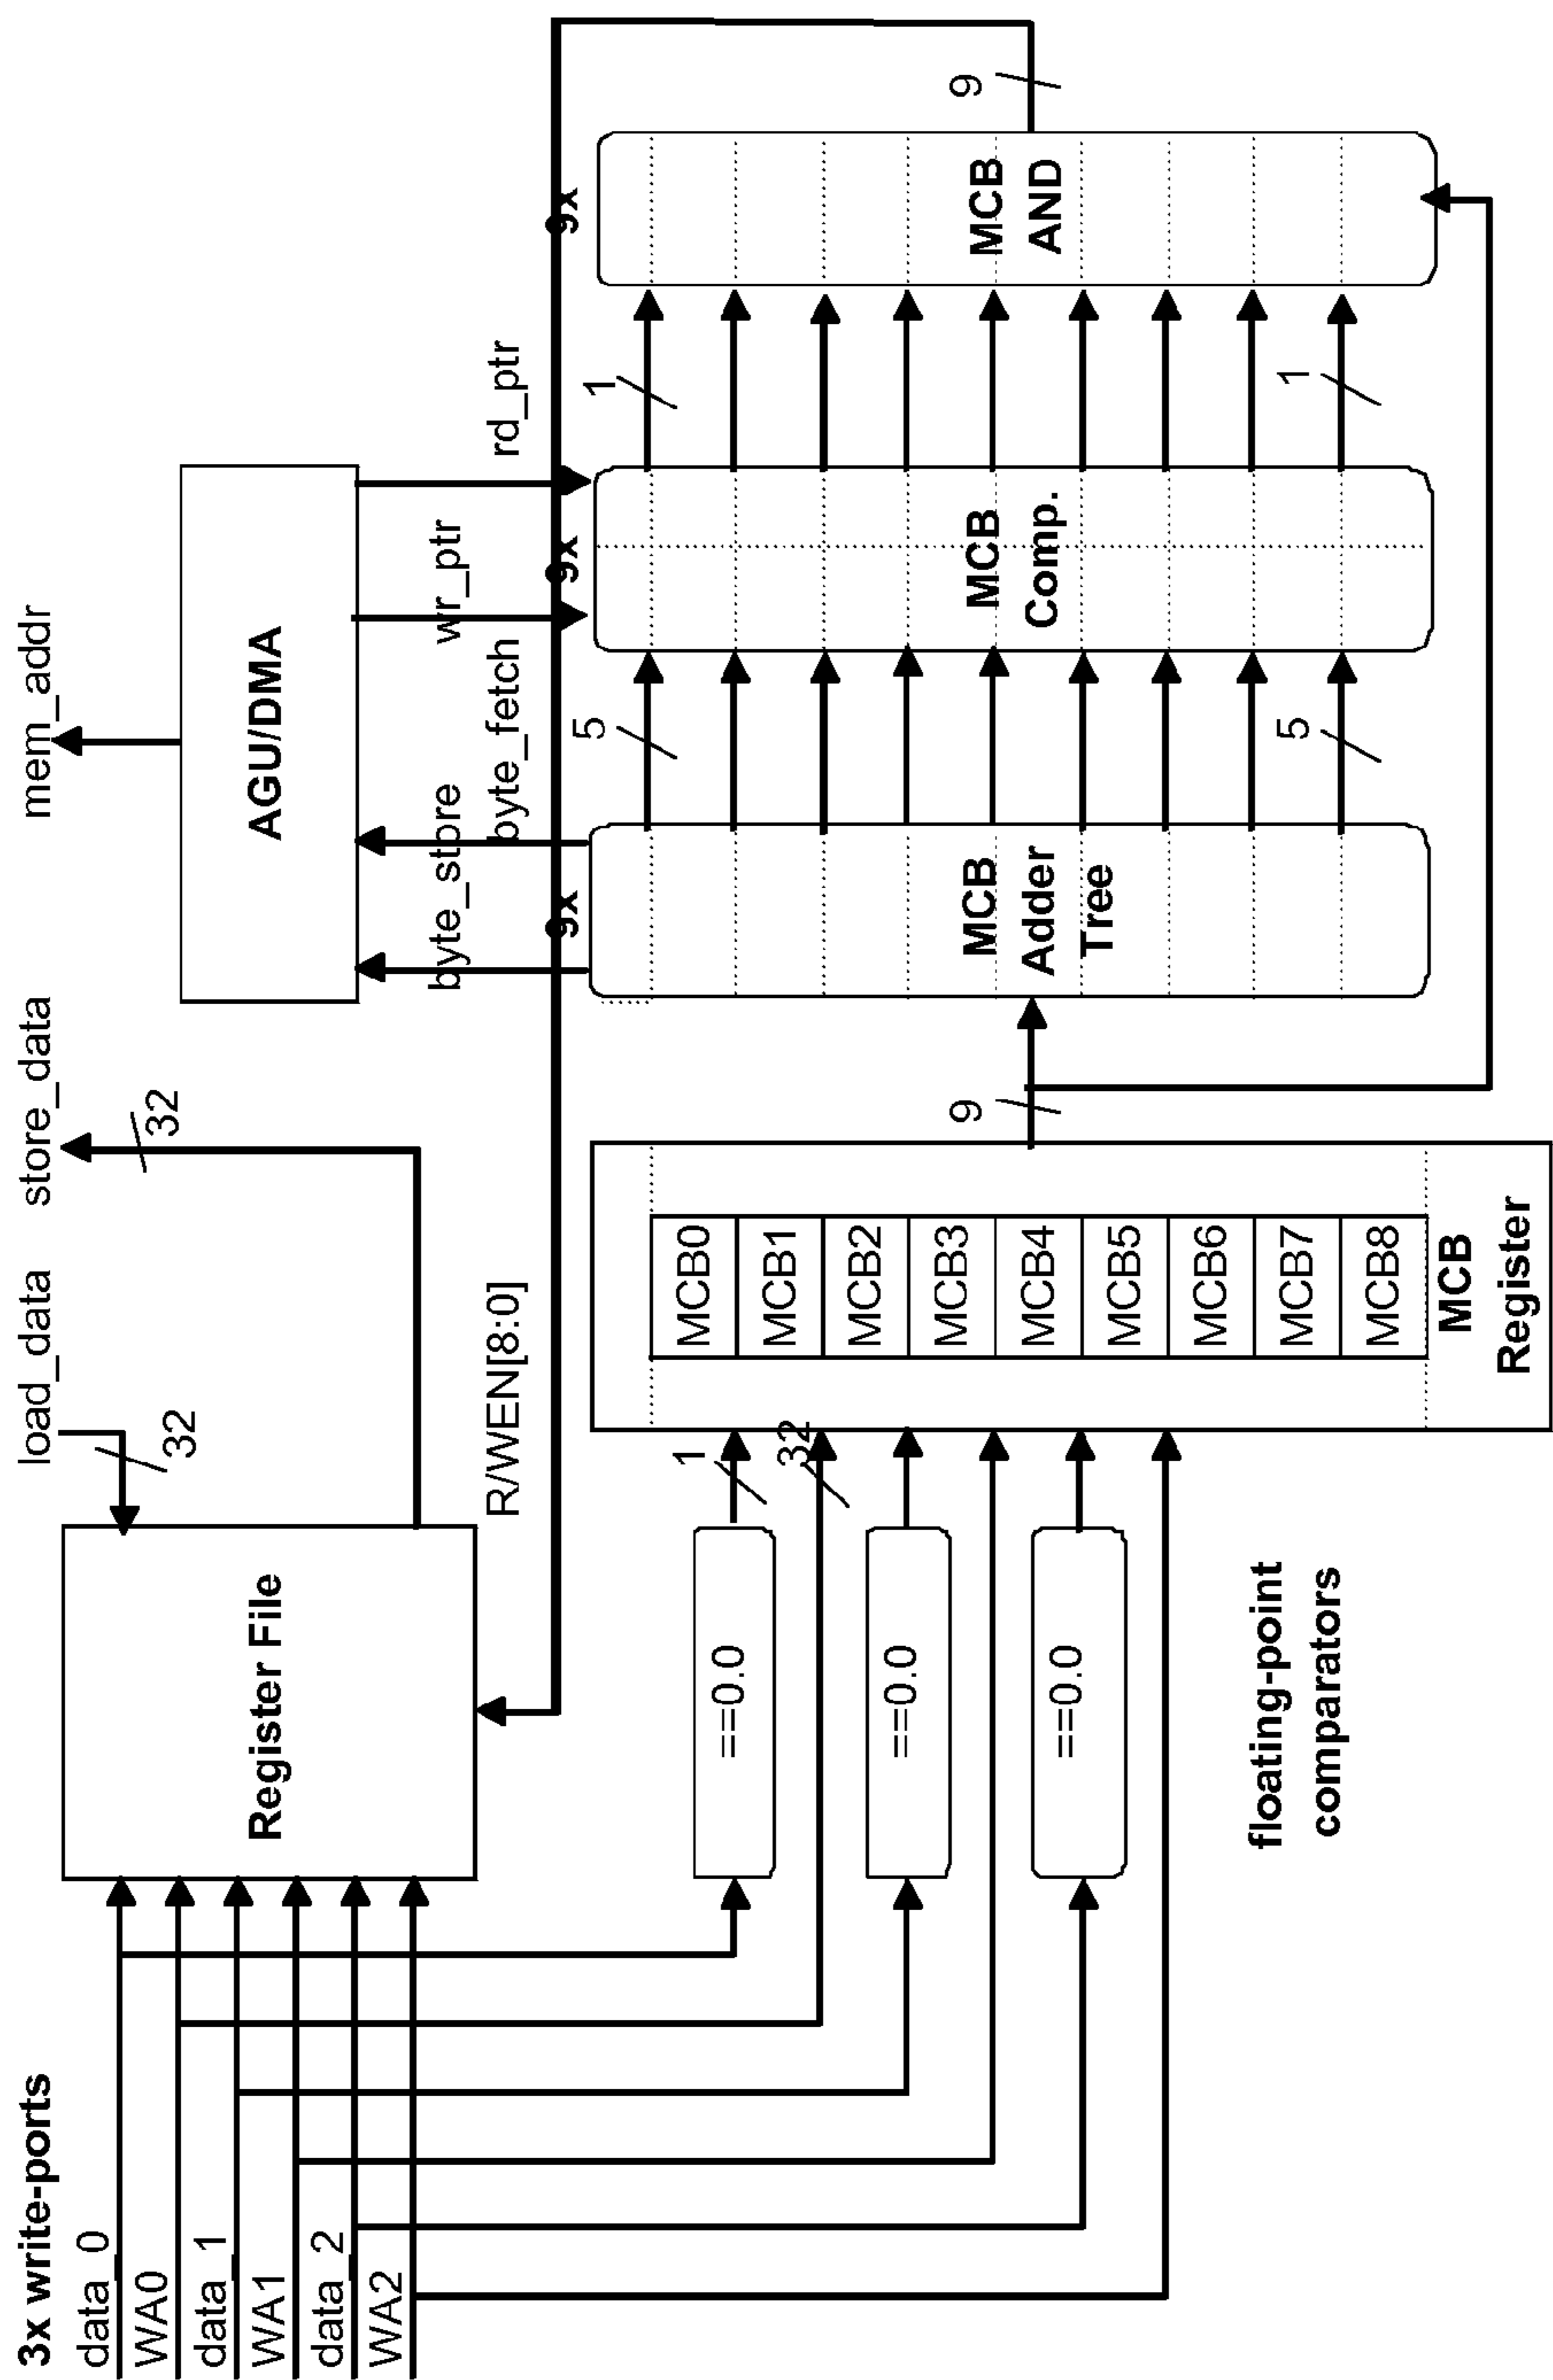 3x write-ports
data_0
WA0
data_1
WA1
data_2
WA2
Register File
load_data
32
store_data
32
mem_addr
AGU/DMA
R/WEN[8:0]
byte_store
byte_fetch
wr_ptr
rd_ptr
==0.0
==0.0
==0.0
floating-point
comparators
1
32
MCB0
MCB1
MCB2
MCB3
MCB4
MCB5
MCB6
MCB7
MCB8
MCB
Register
9
9x
MCB
Adder
Tree
5
5
9x
MCB
Comp.
1
1
9x
MCB
AND
9